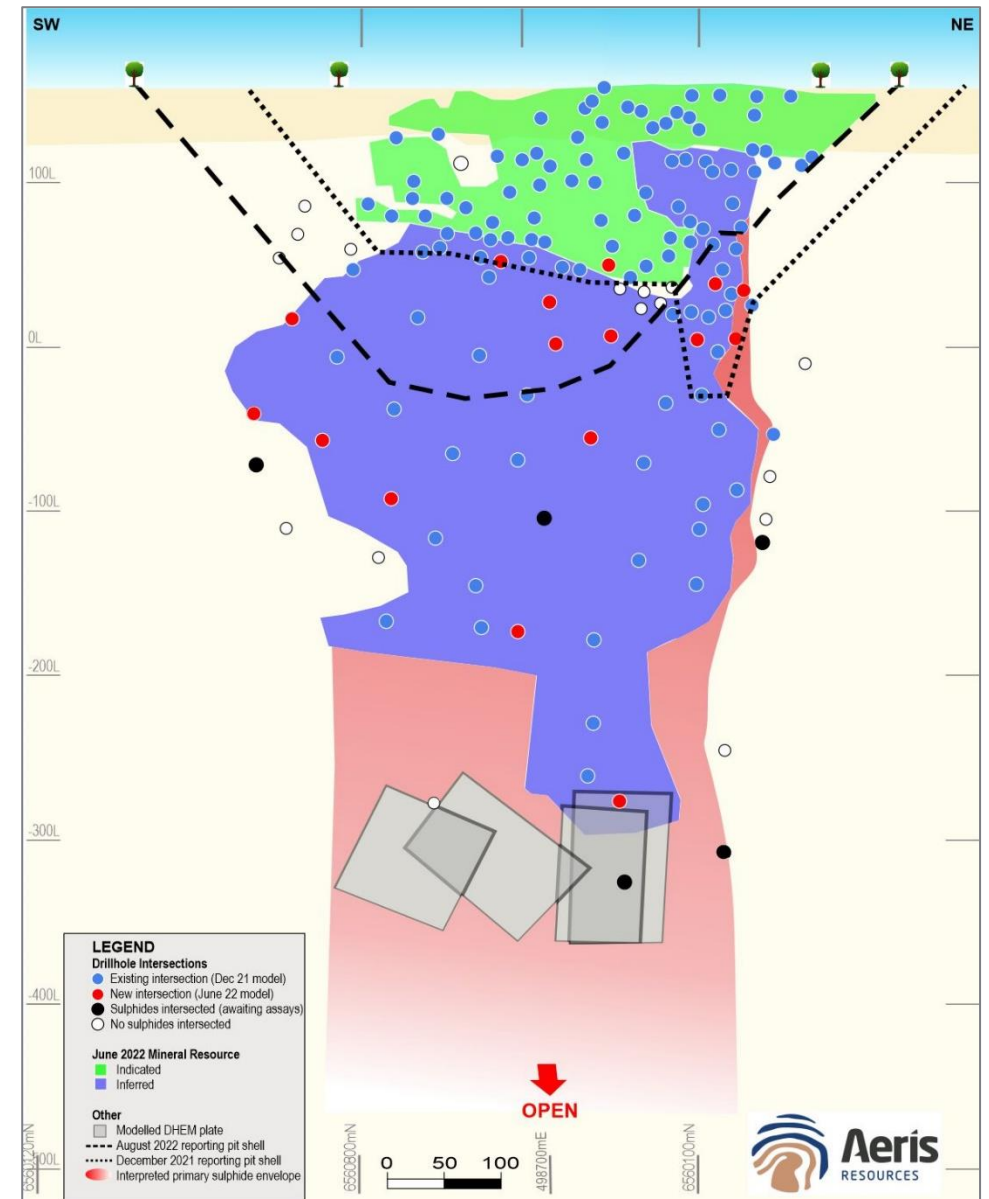 SW
NE
100L
0L
-100L
-200L
-300L
-400L
OPEN
LEGEND
Drillhole Intersections
Existing intersection (Dec 21 model)
New intersection (June 22 model)
Sulphides intersected (awaiting assays)
No sulphides intersected
June 2022 Mineral Resource
Indicated
Inferred
Other
Modelled DHEM plate
August 2022 reporting pit shell
December 2021 reporting pit shell
Interpreted primary sulphide envelope
6560800mN
498700mE
6560100mN
0 50 100
Aeris
RESOURCES